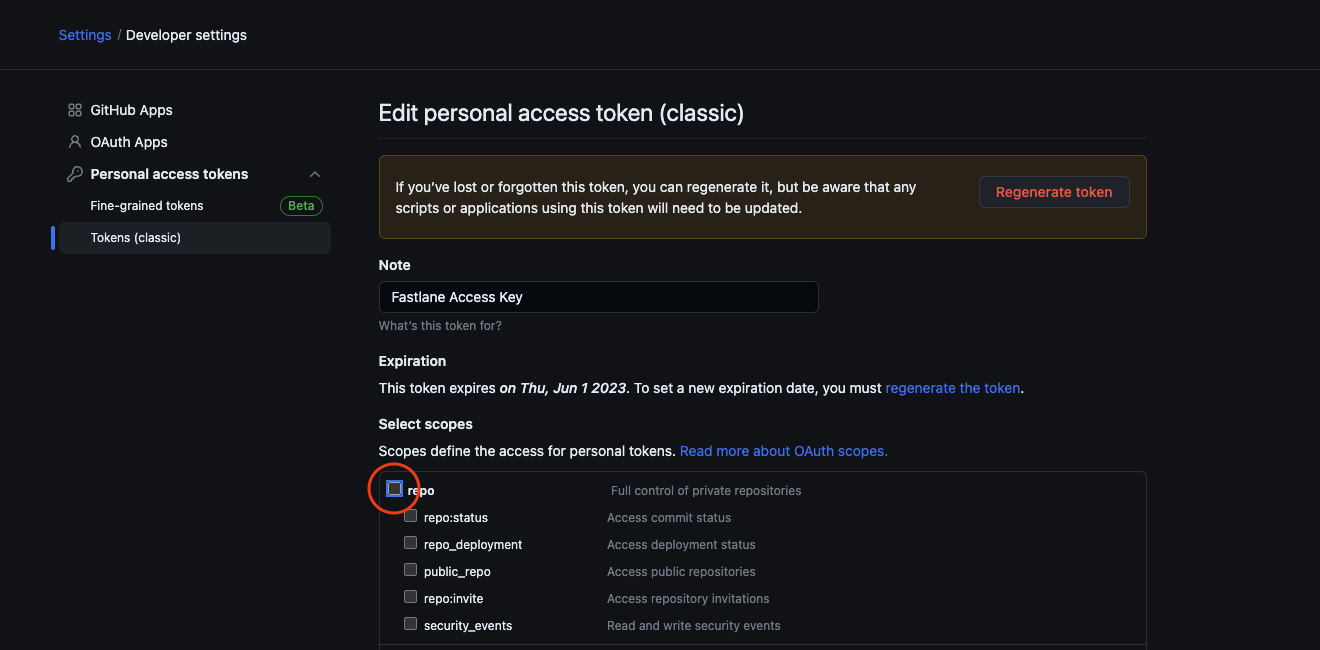 Settings / Developer settings
GitHub Apps
OAuth Apps
Personal access tokens
Fine-grained tokens Beta
Tokens (classic)
Edit personal access token (classic)
If you’ve lost or forgotten this token, you can regenerate it, but be aware that any
scripts or applications using this token will need to be updated.
Regenerate token
Note
Fastlane Access Key
What’s this token for?
Expiration
This token expires on Thu, Jun 1 2023. To set a new expiration date, you must regenerate the token.
Select scopes
Scopes define the access for personal tokens. Read more about OAuth scopes.
repo Full control of private repositories
repo:status Access commit status
repo_deployment Access deployment status
public_repo Access public repositories
repo:invite Access repository invitations
security_events Read and write security events